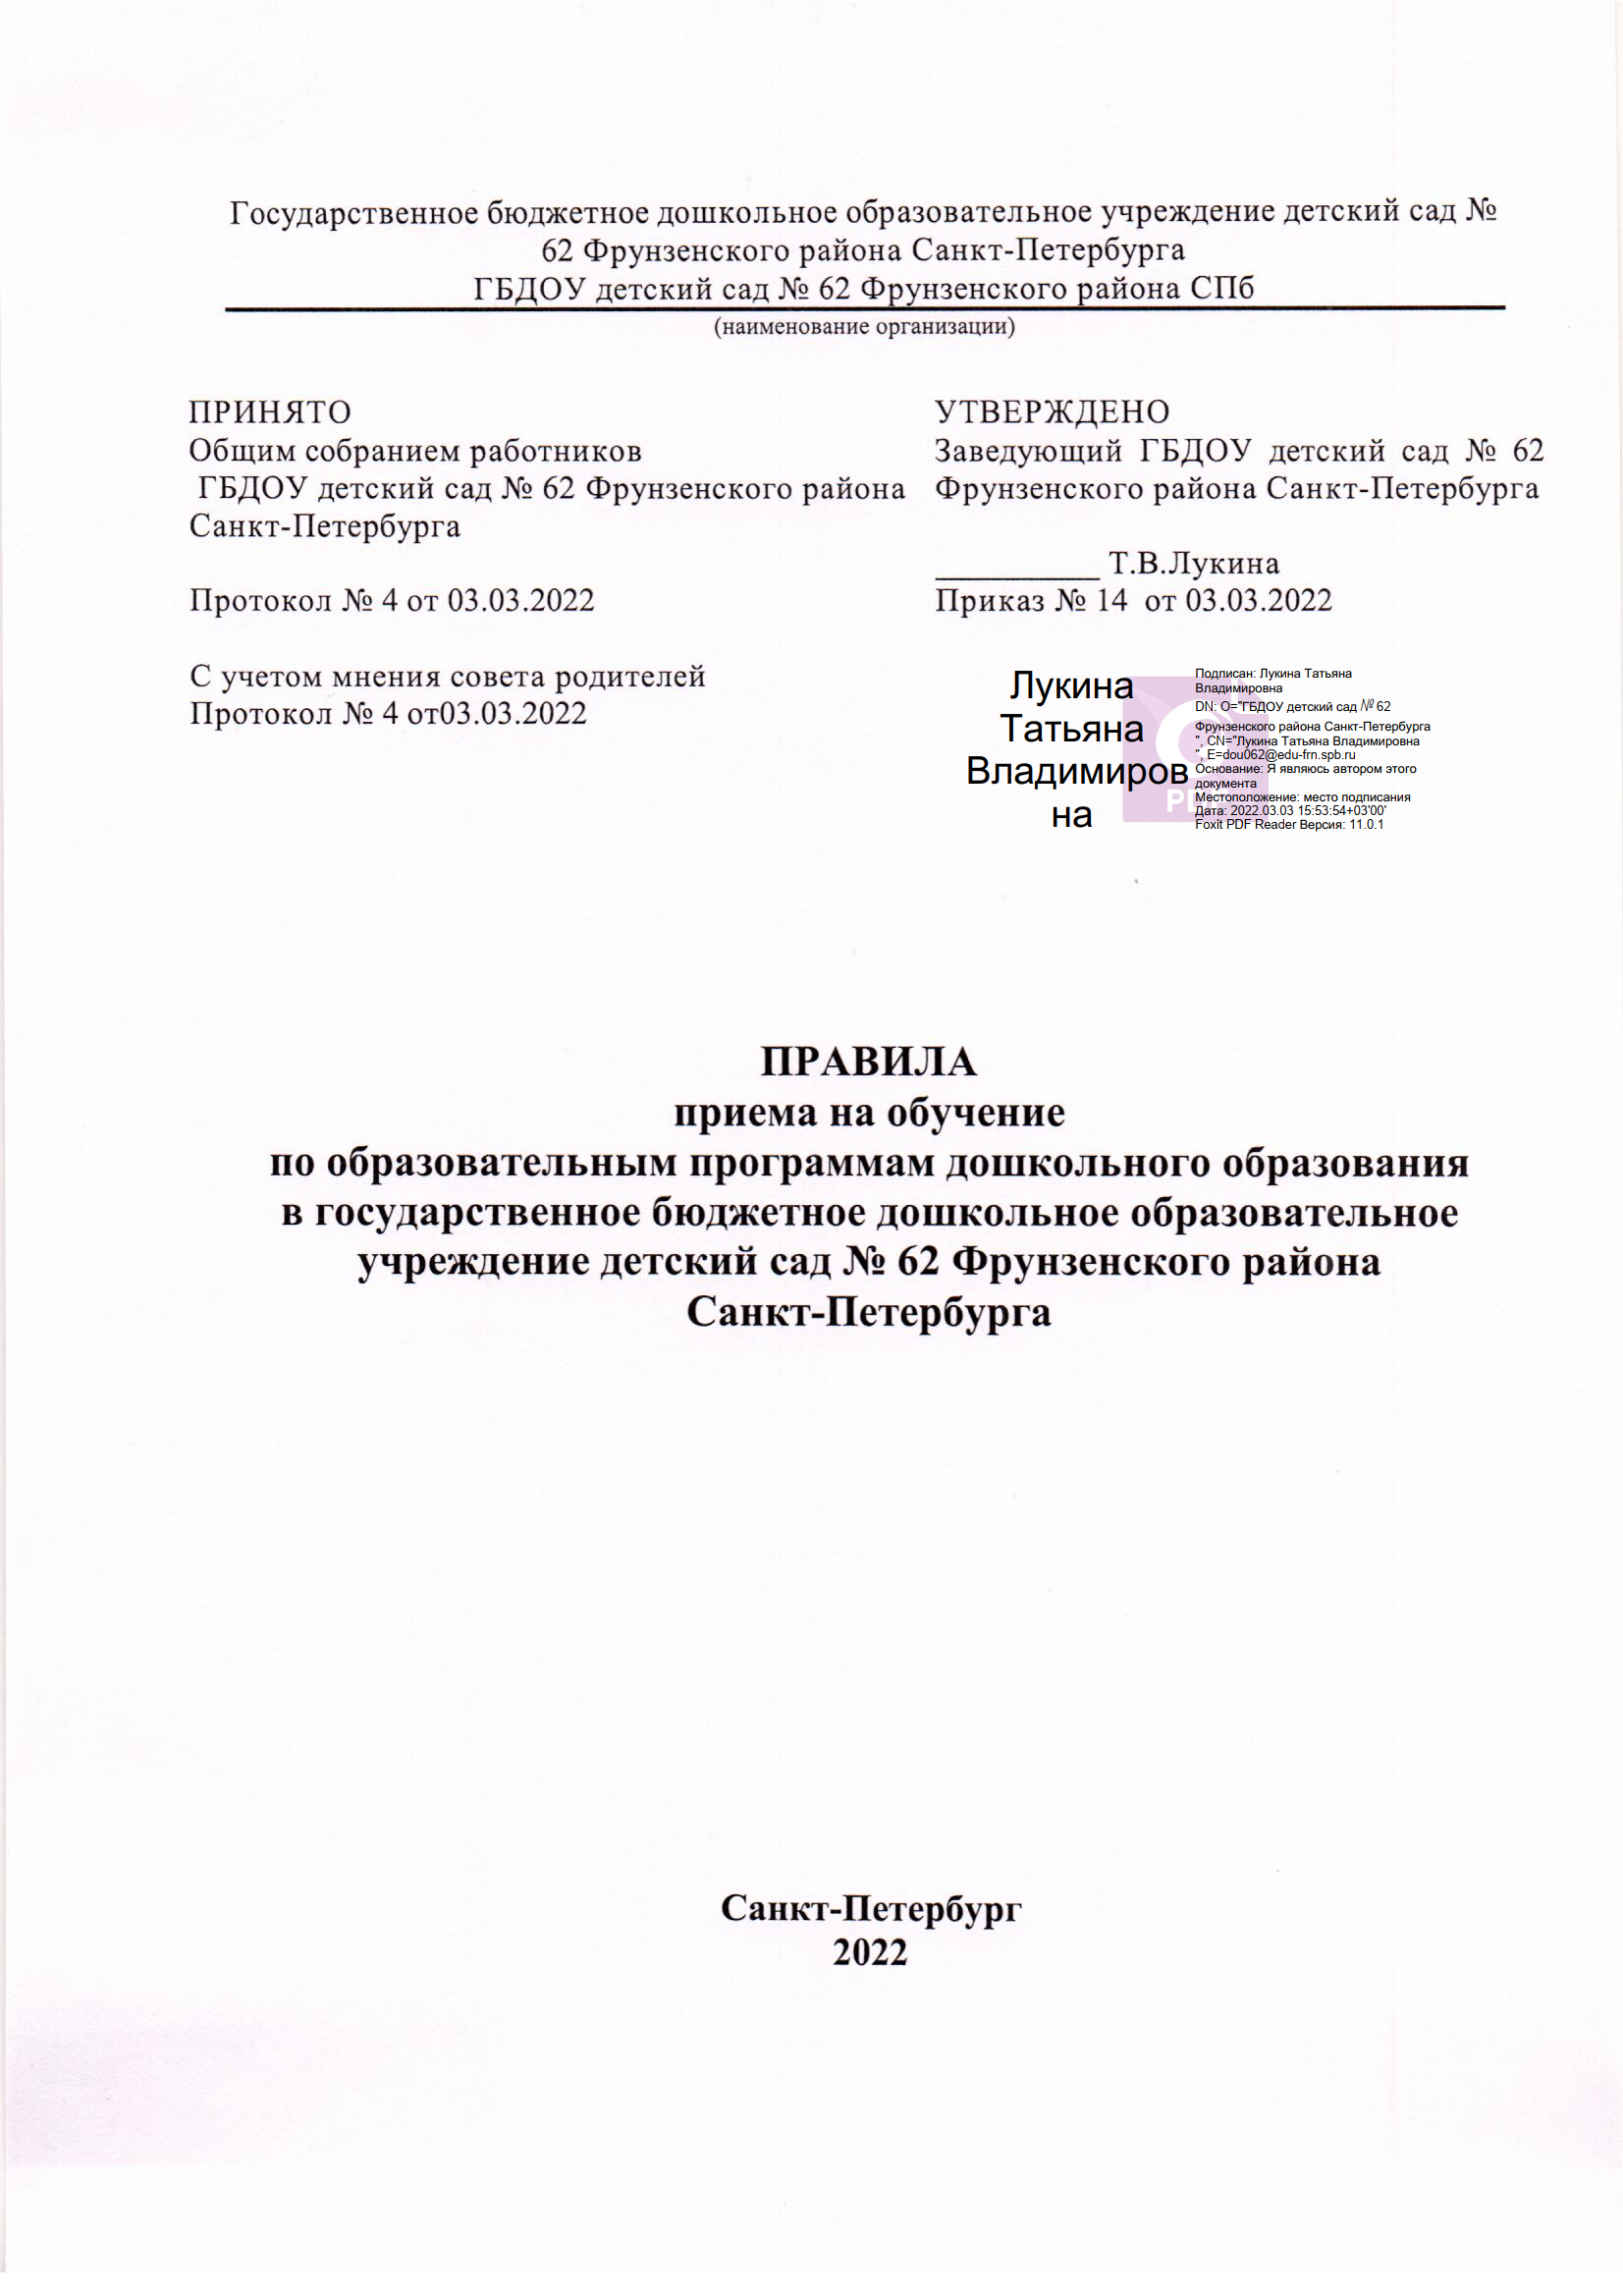 Государственное бюджетное дошкольное образовательное учреждение детский сад №
62 Фрунзенского района Санкт-Петербурга
ГБДОУ детский сад № 62 Фрунзенского района СПб
(наименование организации)
ПРИНЯТО
Общим собранием работников
ГБДОУ детский сад № 62 Фрунзенского района
Санкт-Петербурга
Протокол № 4 от 03.03.2022
С учетом мнения совета родителей
Протокол № 4 от03.03.2022
УТВЕРЖДЕНО
Заведующий ГБДОУ детский сад № 62
Фрунзенского района Санкт-Петербурга
__________ Т.В.Лукина
Приказ № 14 от 03.03.2022
Лукина
Татьяна
Владимиров
на
Подписан: Лукина Татьяна
Владимировна
DN: O="ГБДОУ детский сад № 62
Фрунзенского района Санкт-Петербурга
", CN="Лукина Татьяна Владимировна
", E=dou062@edu-frn.spb.ru
Основание: Я являюсь автором этого
документа
Местоположение: место подписания
Дата: 2022.03.03 15:53:54+03'00'
Foxit PDF Reader Версия: 11.0.1
PDF
ПРАВИЛА
приема на обучение
по образовательным программам дошкольного образования
в государственное бюджетное дошкольное образовательное
учреждение детский сад № 62 Фрунзенского района
Санкт-Петербурга
Санкт-Петербург
2022